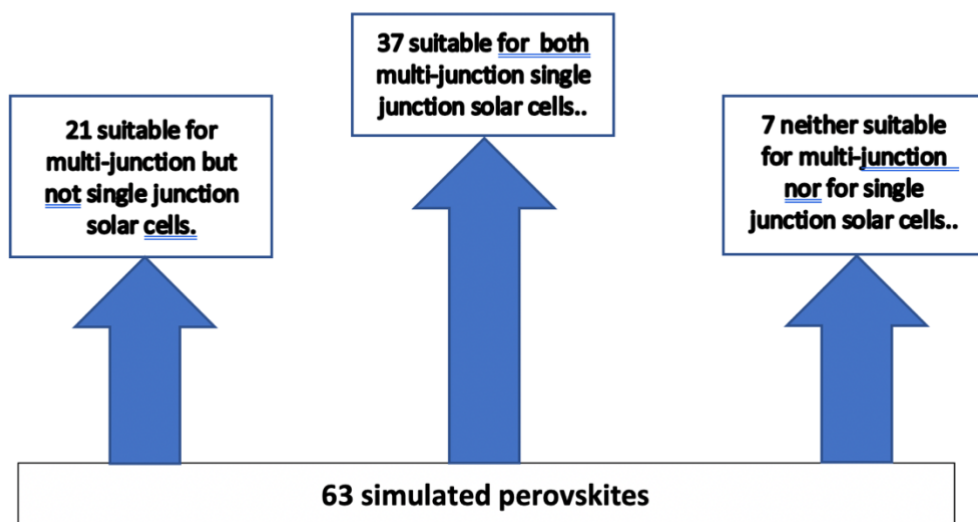 21 suitable for
multi-junction but
not single junction
solar cells.
37 suitable for both
multi-junction single
junction solar cells..
7 neither suitable
for multi-junction
nor for single
junction solar cells..
63 simulated perovskites